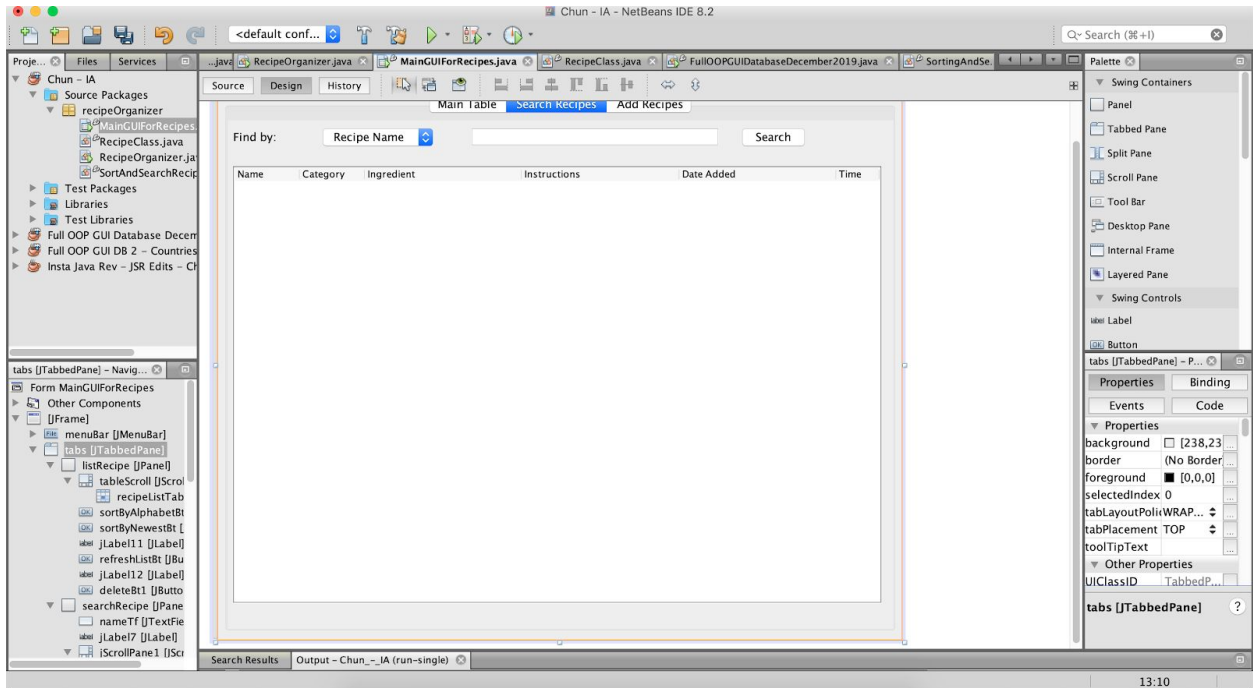 Chun - IA - NetBeans IDE 8.2
<default conf...
Search (⌘+I)
Proje...
Files
Services
...java
RecipeOrganizer.java
MainGUIForRecipes.java
RecipeClass.java
FullOOPGUIDatabaseDecember2019.java
SortingAndSe.
Palette
Chun - IA
Source Packages
recipeOrganizer
MainGUIForRecipes.
RecipeClass.java
RecipeOrganizer.ja
SortAndSearchRecip
Test Packages
Libraries
Test Libraries
Full OOP GUI Database Decem
Full OOP GUI DB 2 - Countries
Insta Java Rev - JSR Edits - Ch
Source
Design
History
Main Table
Search Recipes
Add Recipes
Find by:
Recipe Name
Search
Name
Category
Ingredient
Instructions
Date Added
Time
Swing Containers
Panel
Tabbed Pane
Split Pane
Scroll Pane
Tool Bar
Desktop Pane
Internal Frame
Layered Pane
Swing Controls
label Label
OK Button
tabs [JTabbedPane] - Navig...
Form MainGUIForRecipes
Other Components
[JFrame]
menuBar [JMenuBar]
tabs [JTabbedPane]
listRecipe [JPanel]
tableScroll [JScrol
recipeListTab
sortByAlphabetBt
sortByNewestBt [
jLabel11 [JLabel]
refreshListBt [JBu
jLabel12 [JLabel]
deleteBt1 [JButto
searchRecipe [JPane
nameTf [JTextFie
jLabel7 [JLabel]
jScrollPane1 [JScr
tabs [JTabbedPane] - P...
Properties
Binding
Events
Code
Properties
background [238,23
border (No Border
foreground [0,0,0]
selectedIndex 0
tabLayoutPoli WRAP...
tabPlacement TOP
toolTipText
Other Properties
UIClassID TabbedP...
tabs [JTabbedPane]
?
Search Results
Output - Chun_-_IA (run-single)
13:10